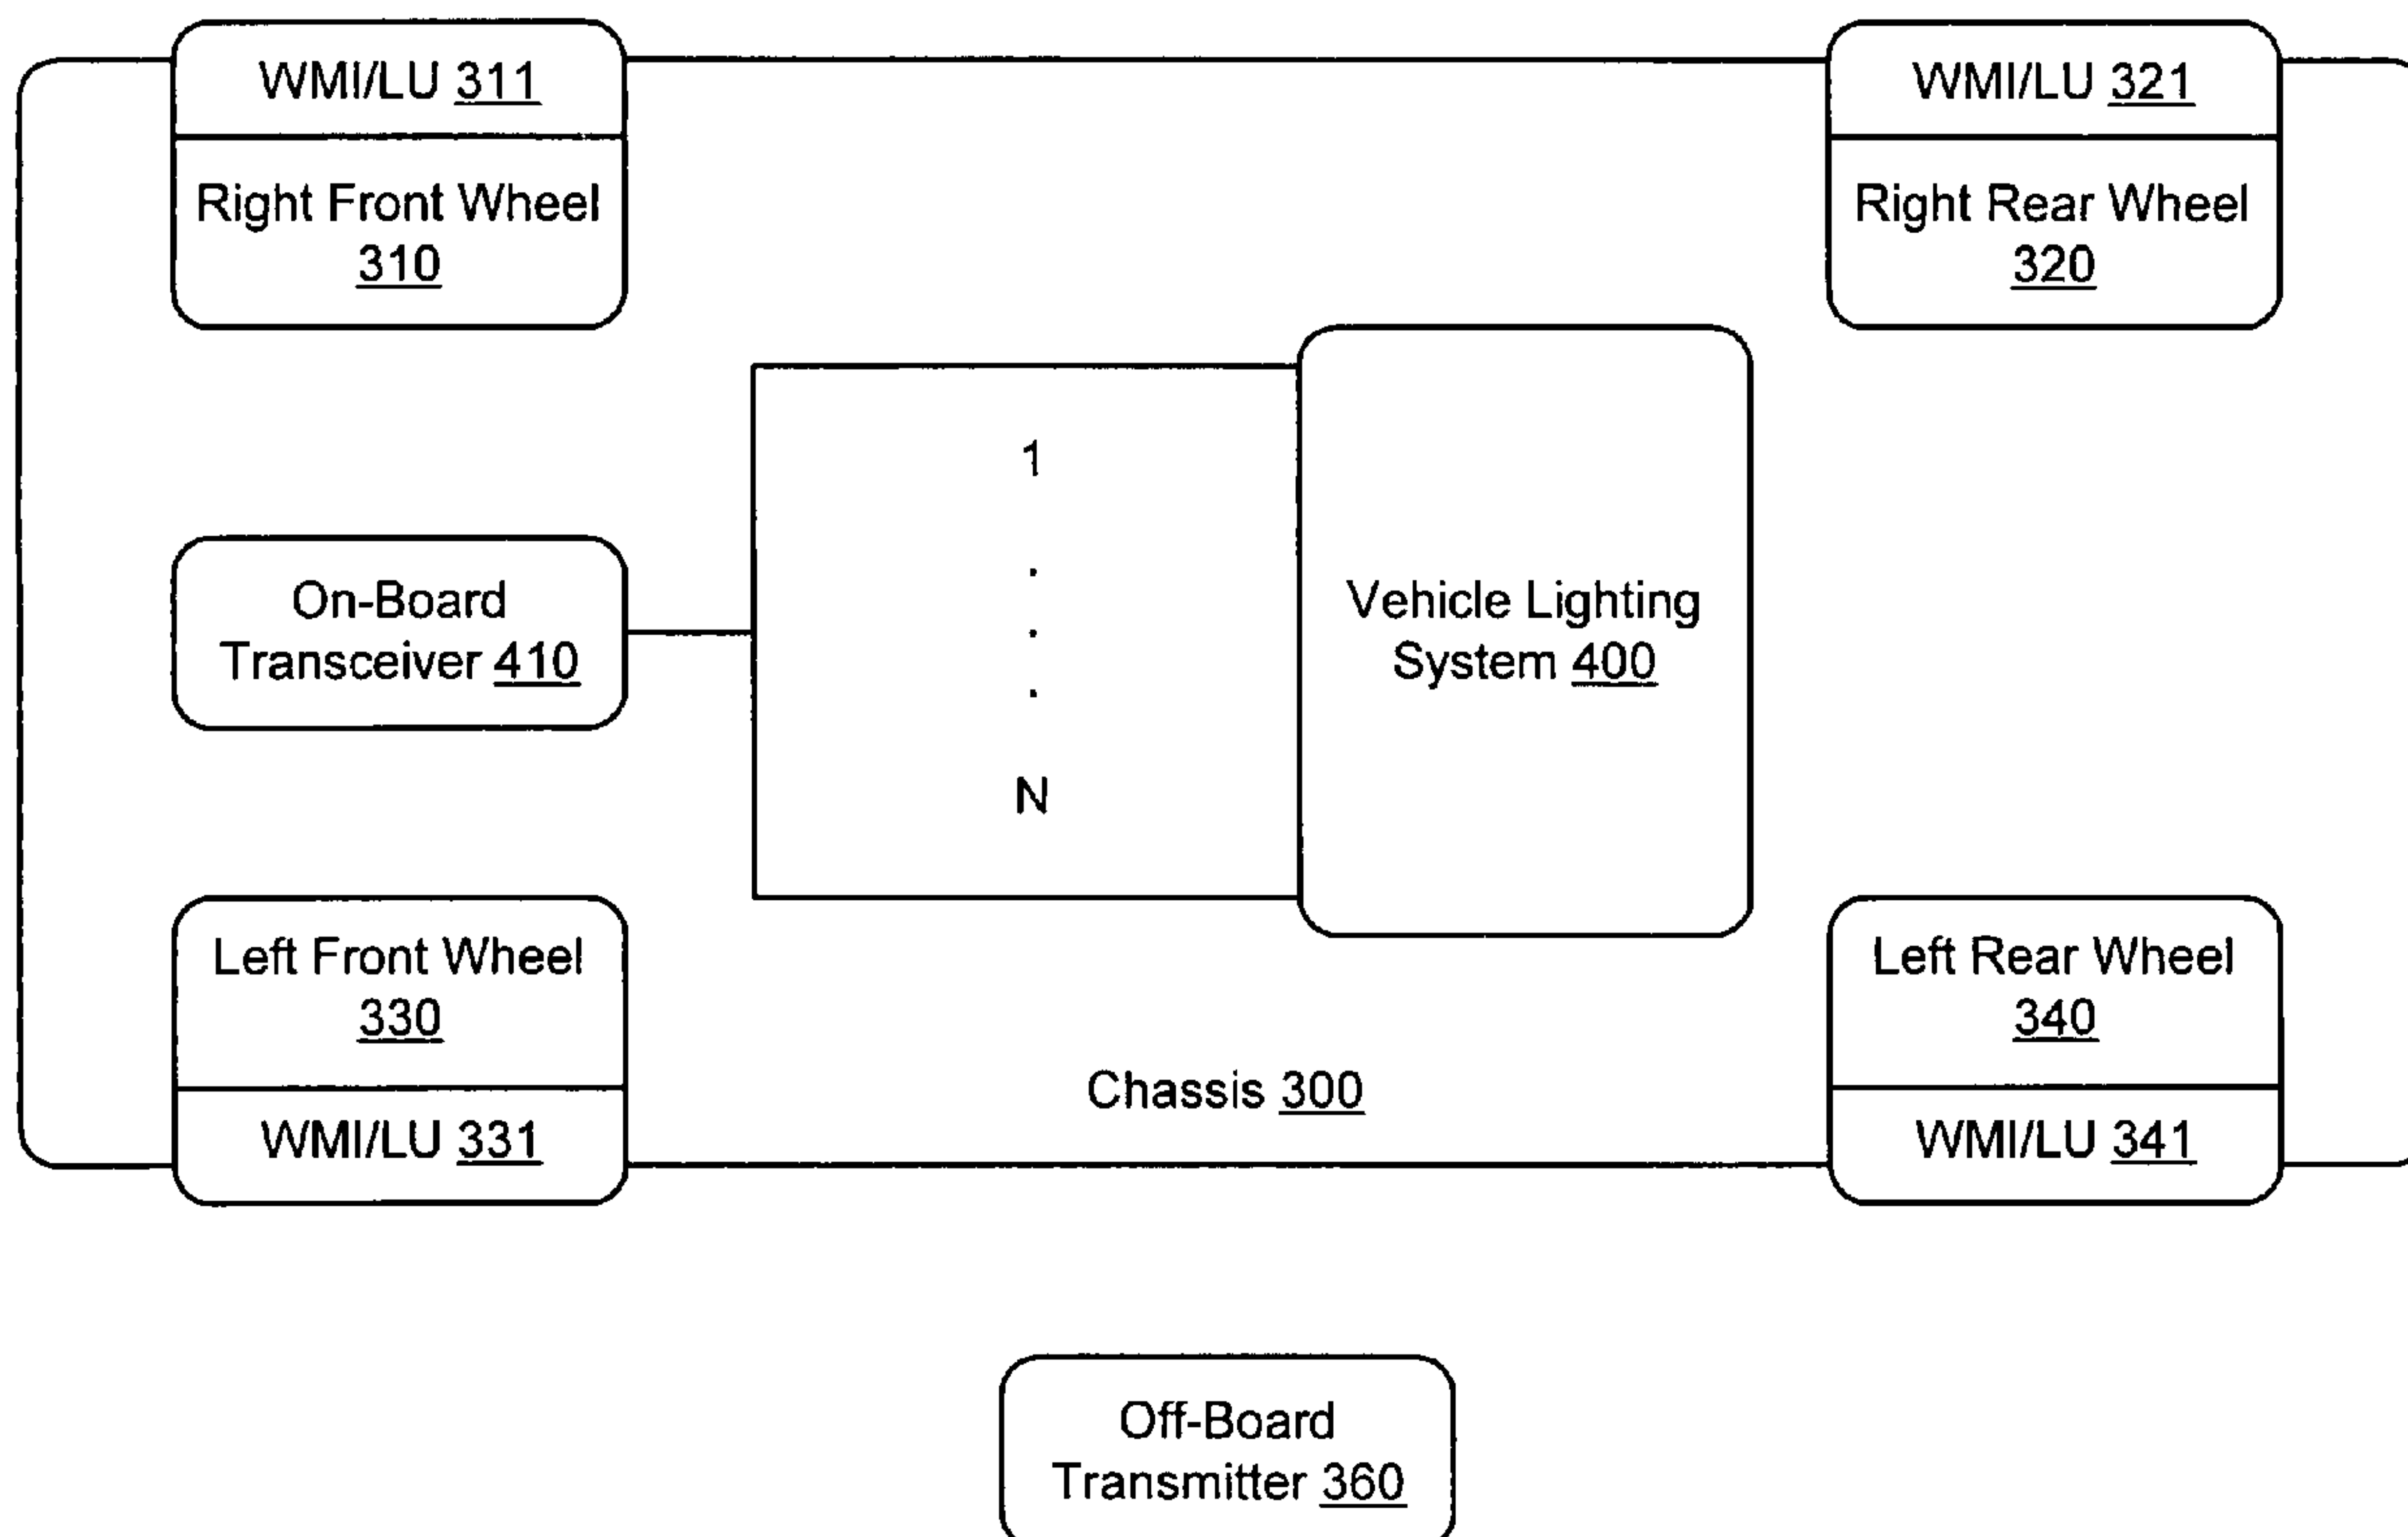 WMI/LU 311
Right Front Wheel
310
WMI/LU 321
Right Rear Wheel
320
On-Board
Transceiver 410
1
.
.
.
N
Vehicle Lighting
System 400
Left Front Wheel
330
WMI/LU 331
Chassis 300
Left Rear Wheel
340
WMI/LU 341
Off-Board
Transmitter 360